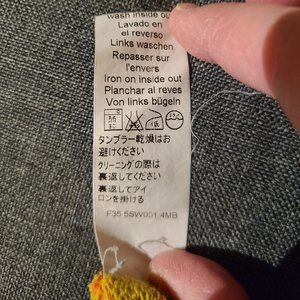 wash inside out
Lavado en
el reverso
Links waschen
Repasser sur
l'envers
Iron on inside out
Planchar al reves
Von links bügeln
タンブラー乾燥はお
避けください
クリーニングの際は
裏返してください
裏返してアイ
ロンを掛ける
F35 5SW001.4MB